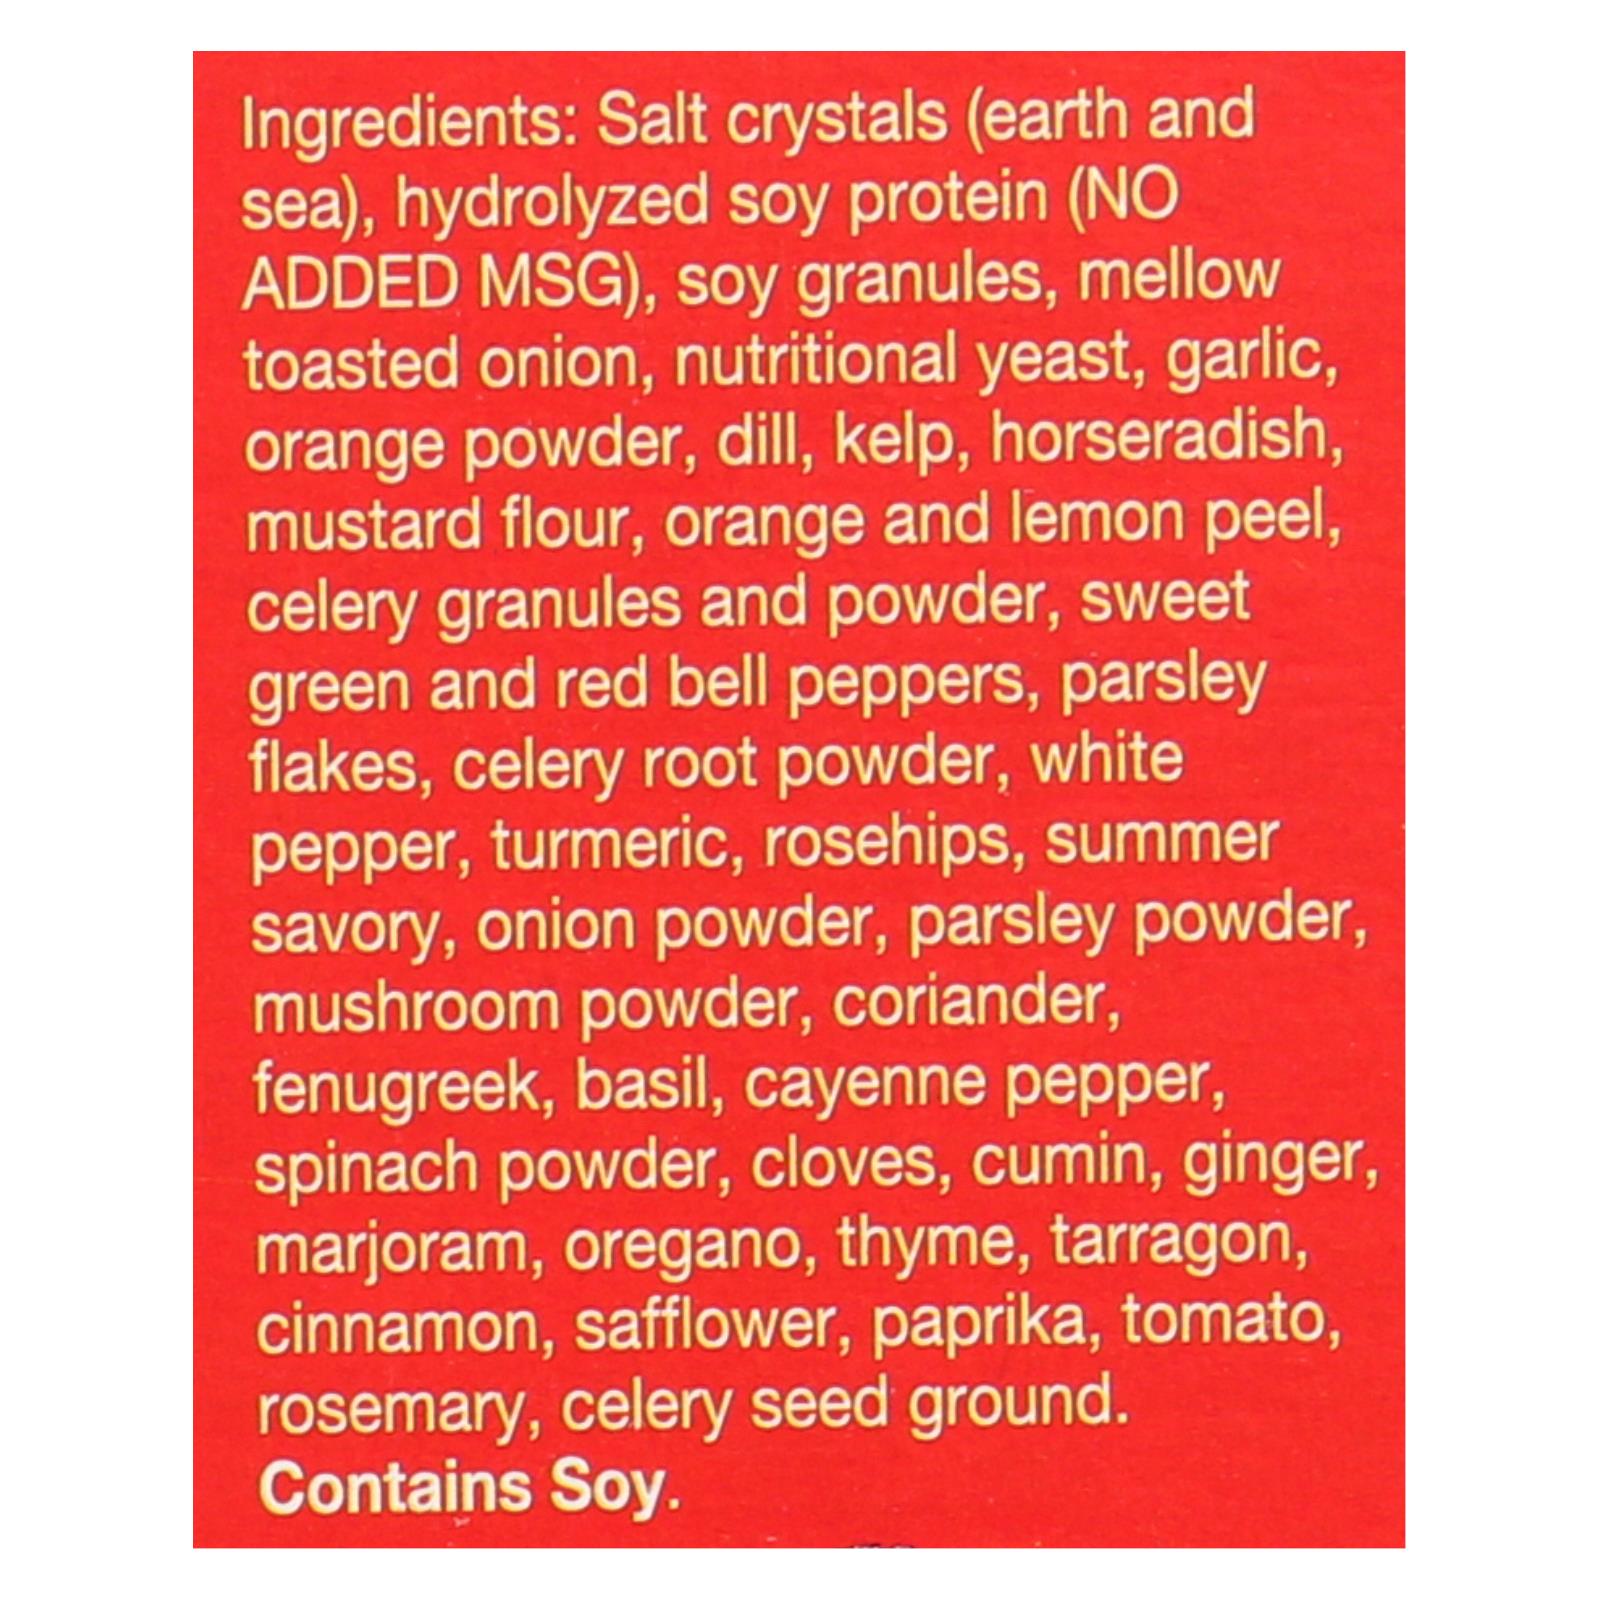 Ingredients: Salt crystals (earth and
sea), hydrolyzed soy protein (NO
ADDED MSG), soy granules, mellow
toasted onion, nutritional yeast, garlic,
orange powder, dill, kelp, horseradish,
mustard flour, orange and lemon peel,
celery granules and powder, sweet
green and red bell peppers, parsley
flakes, celery root powder, white
pepper, turmeric, rosehips, summer
savory, onion powder, parsley powder,
mushroom powder, coriander,
fenugreek, basil, cayenne pepper,
spinach powder, cloves, cumin, ginger,
marjoram, oregano, thyme, tarragon,
cinnamon, safflower, paprika, tomato,
rosemary, celery seed ground.
Contains Soy.